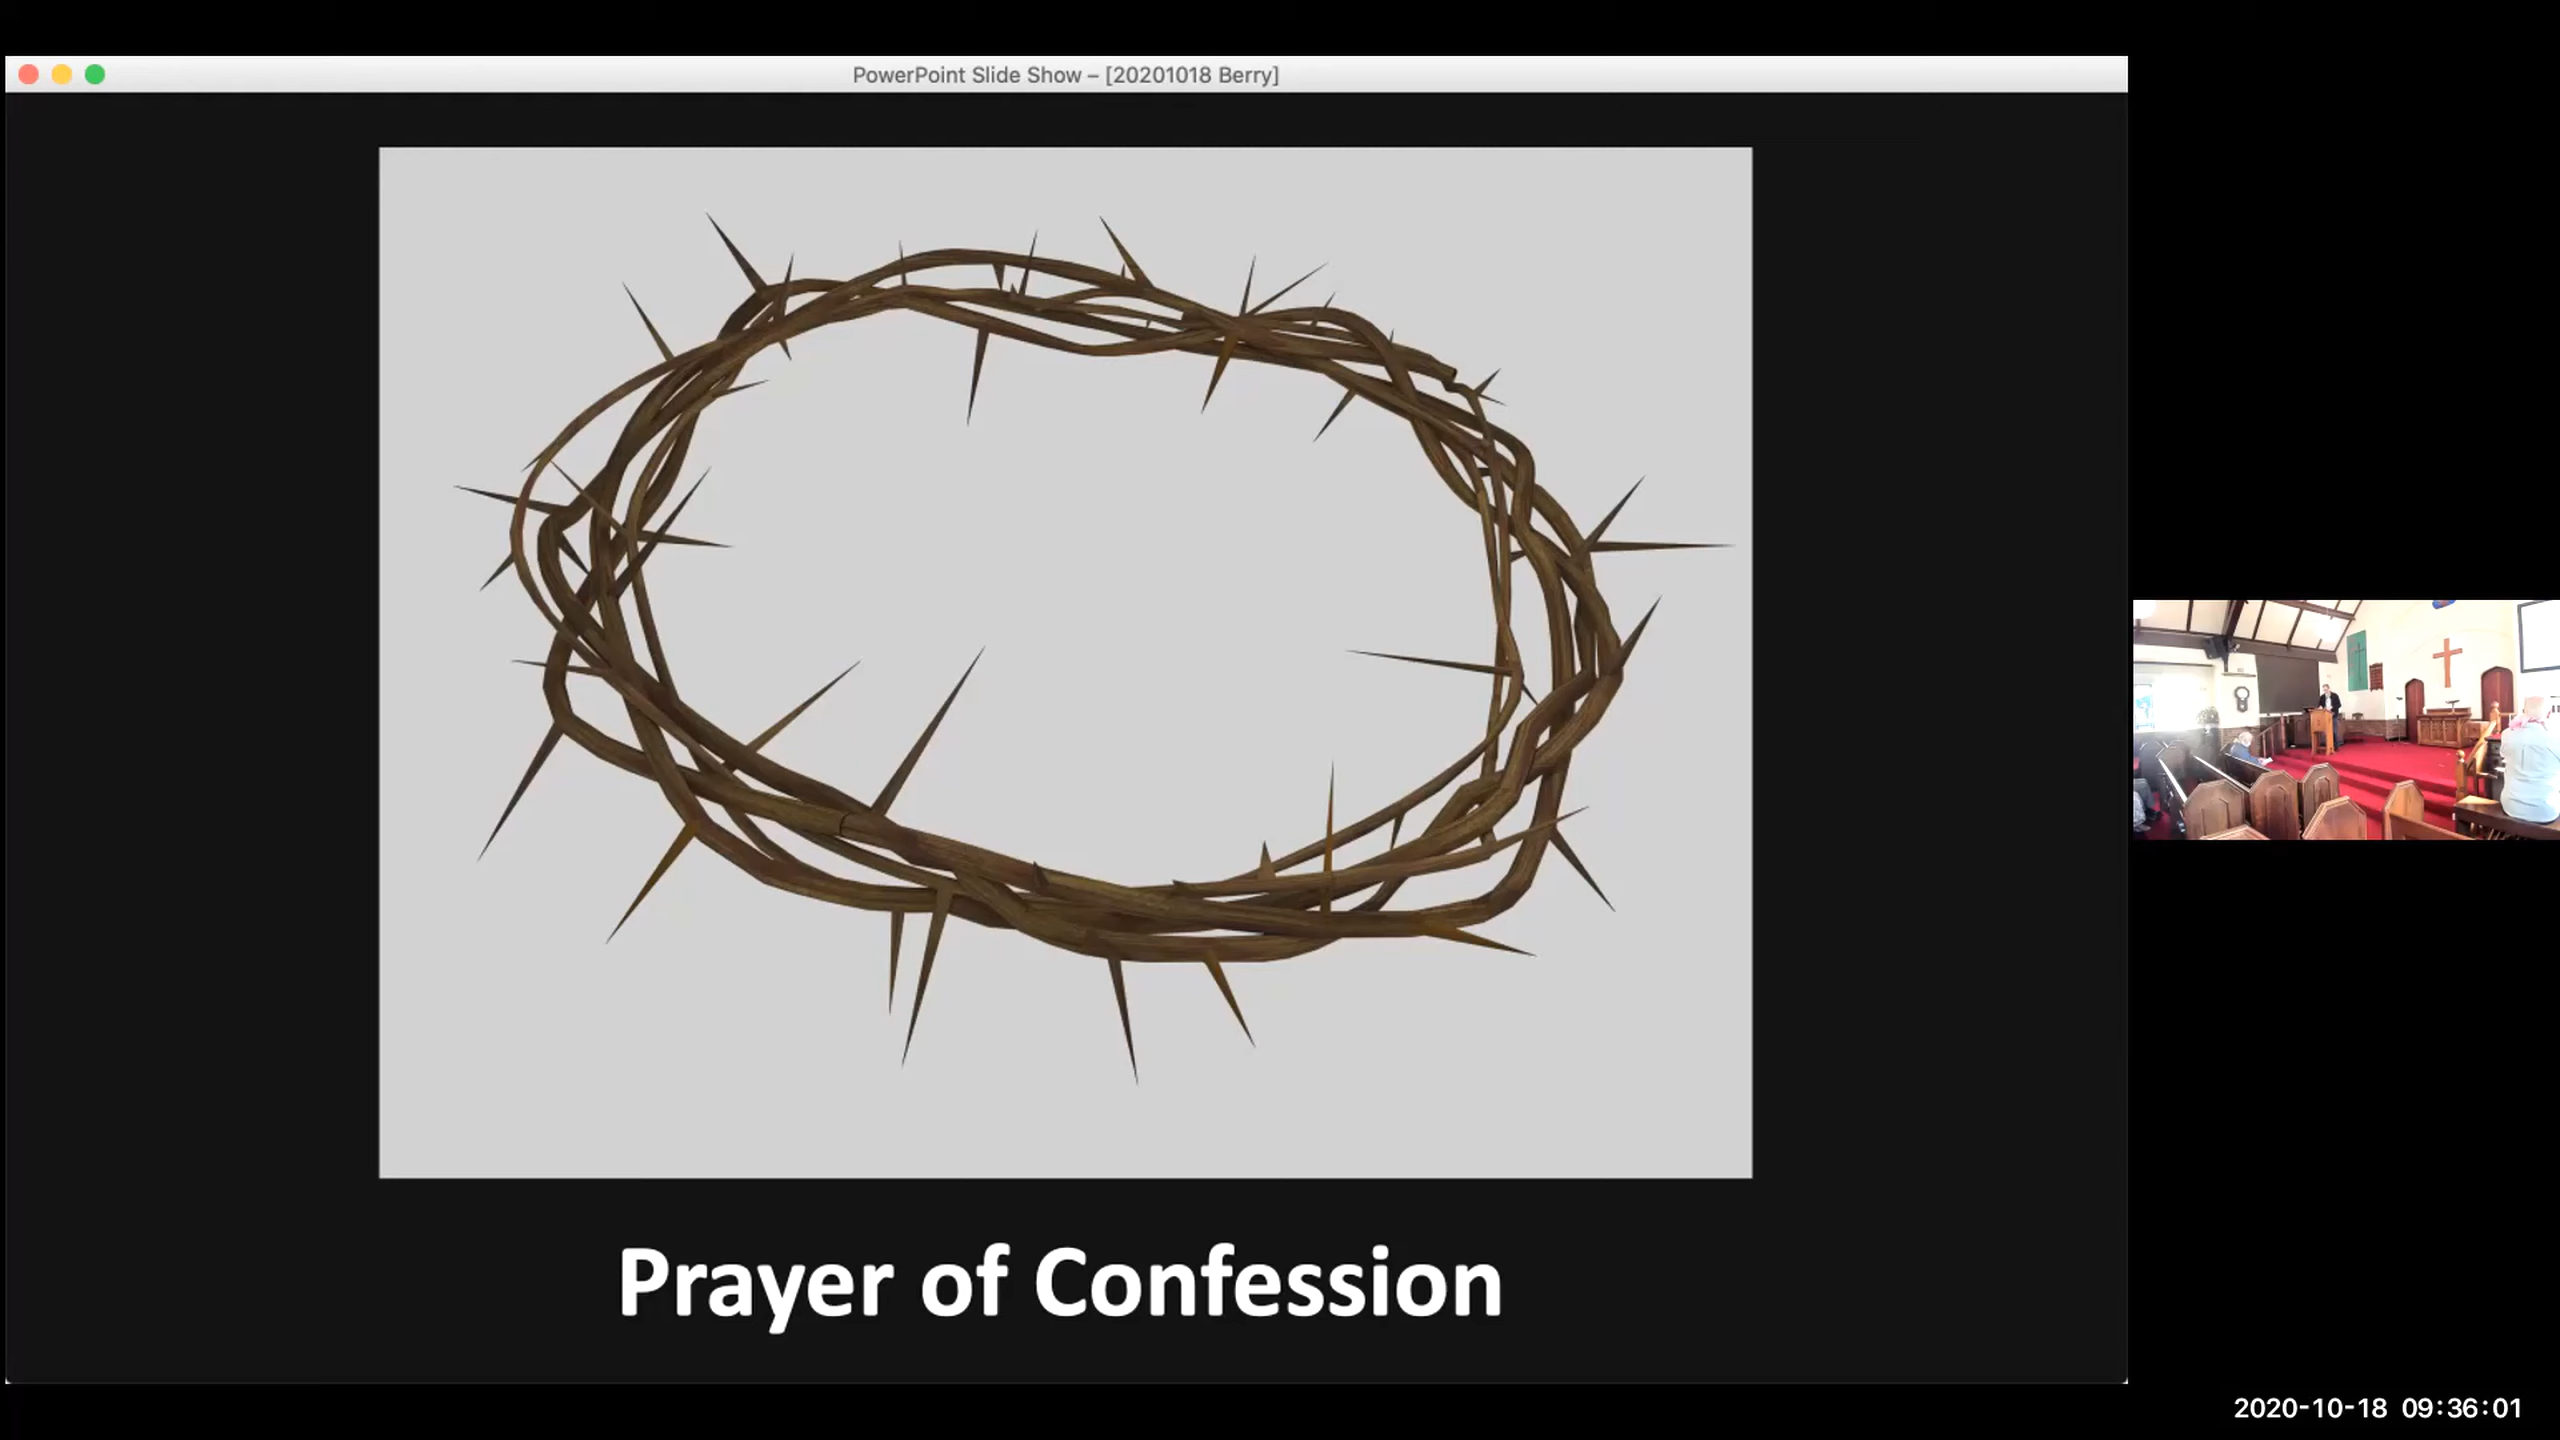 PowerPoint Slide Show – [20201018 Berry]
Prayer of Confession
2020-10-18 09:36:01